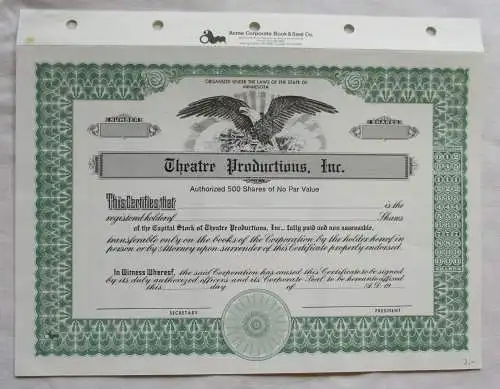 Acme Corporate Book & Seal Co.
ORGANIZED UNDER THE LAWS OF THE STATE OF
MINNESOTA
NUMBER
SHARES
Theatre Productions, Inc.
Authorized 500 Shares of No Par Value
This Certifies that is the
registered holder of Shares
of the Capital Stock of Theatre Productions, Inc., fully paid and non assessable,
transferable only on the books of the Corporation by the holder hereof in
person or by Attorney upon surrender of this Certificate properly endorsed.
In Witness Whereof, the said Corporation has caused this Certificate to be signed
by its duly authorized officers and its Corporate Seal to be hereunto affixed
this day of A.D. 19
SECRETARY
PRESIDENT
2,-